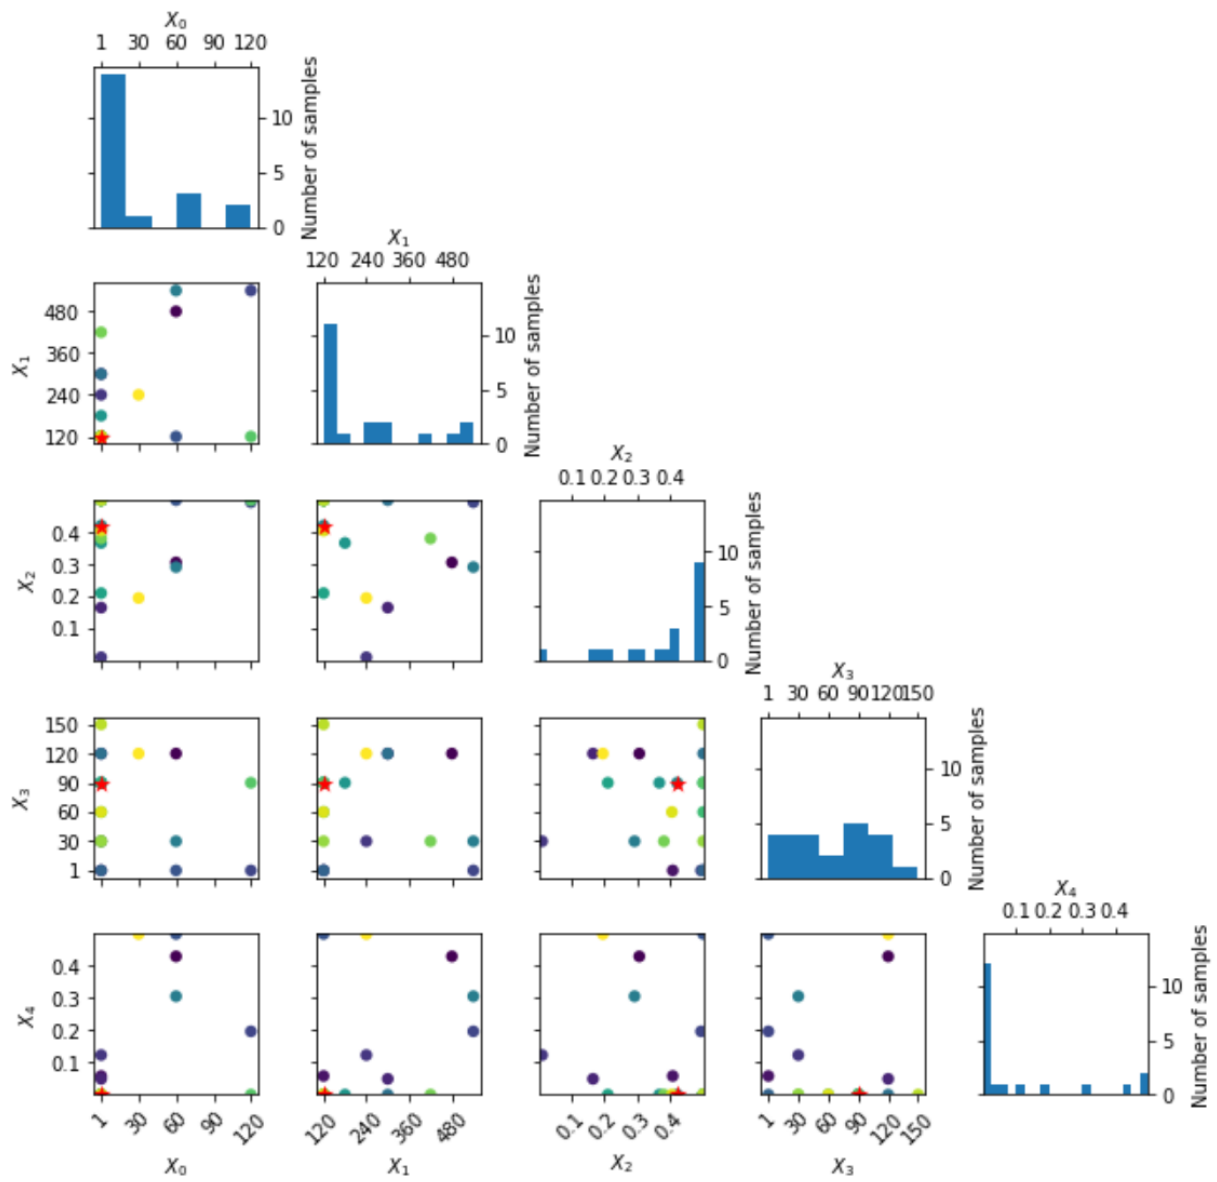 X₀
1 30 60 90 120
10
5
0
Number of samples
X₁
120 240 360 480
480
360
240
120
X₁
10
5
0
Number of samples
X₂
0.1 0.2 0.3 0.4
0.4
0.3
0.2
0.1
X₂
10
5
0
Number of samples
X₃
1 30 60 90 120 150
150
120
90
60
30
1
X₃
10
5
0
Number of samples
X₄
0.1 0.2 0.3 0.4
0.4
0.3
0.2
0.1
X₄
10
5
0
Number of samples
1 30 60 90 120
120 240 360 480
0.1 0.2 0.3 0.4
1 30 60 90 120 150
X₀
X₁
X₂
X₃